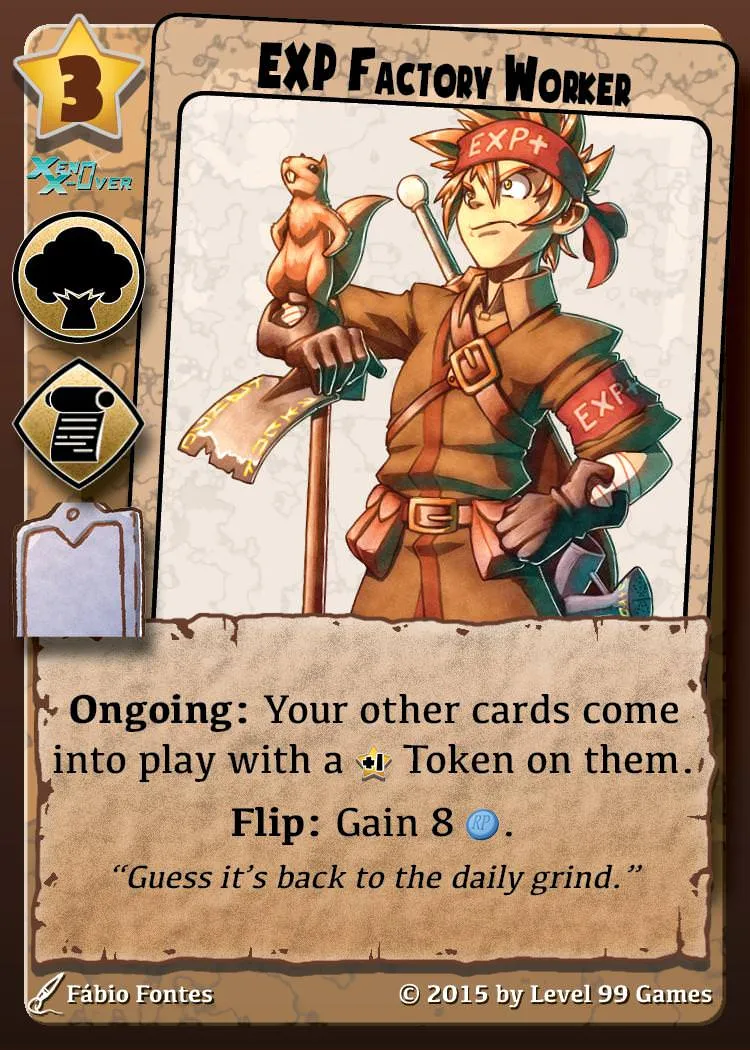 3
EXP Factory Worker
Xeno
X-Over
EXP+
EXP+
Ongoing: Your other cards come
into play with a +1 Token on them.
Flip: Gain 8 RP.
“Guess it’s back to the daily grind.”
Fábio Fontes
© 2015 by Level 99 Games